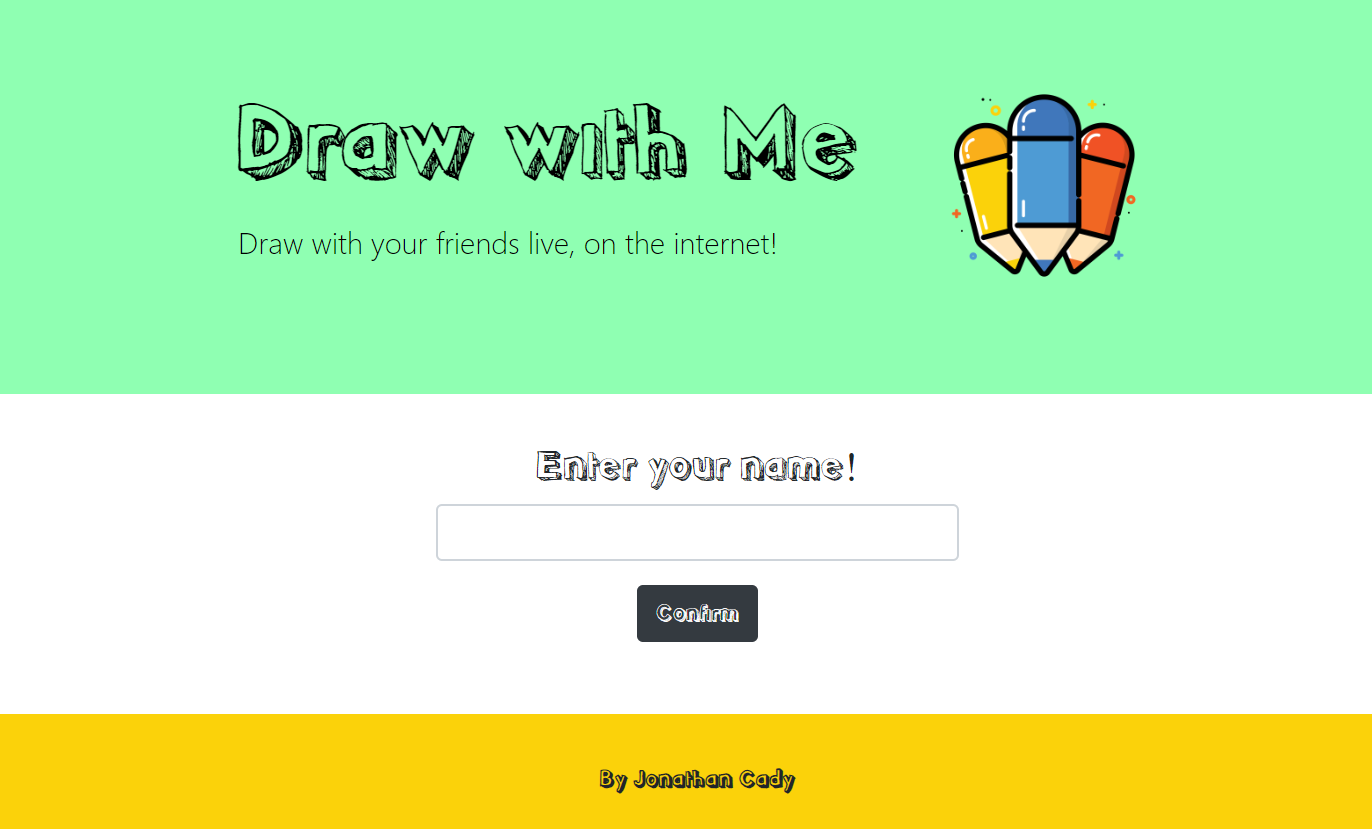 Draw with Me
Draw with your friends live, on the internet!
Enter your name!
Confirm
By Jonathan Cady